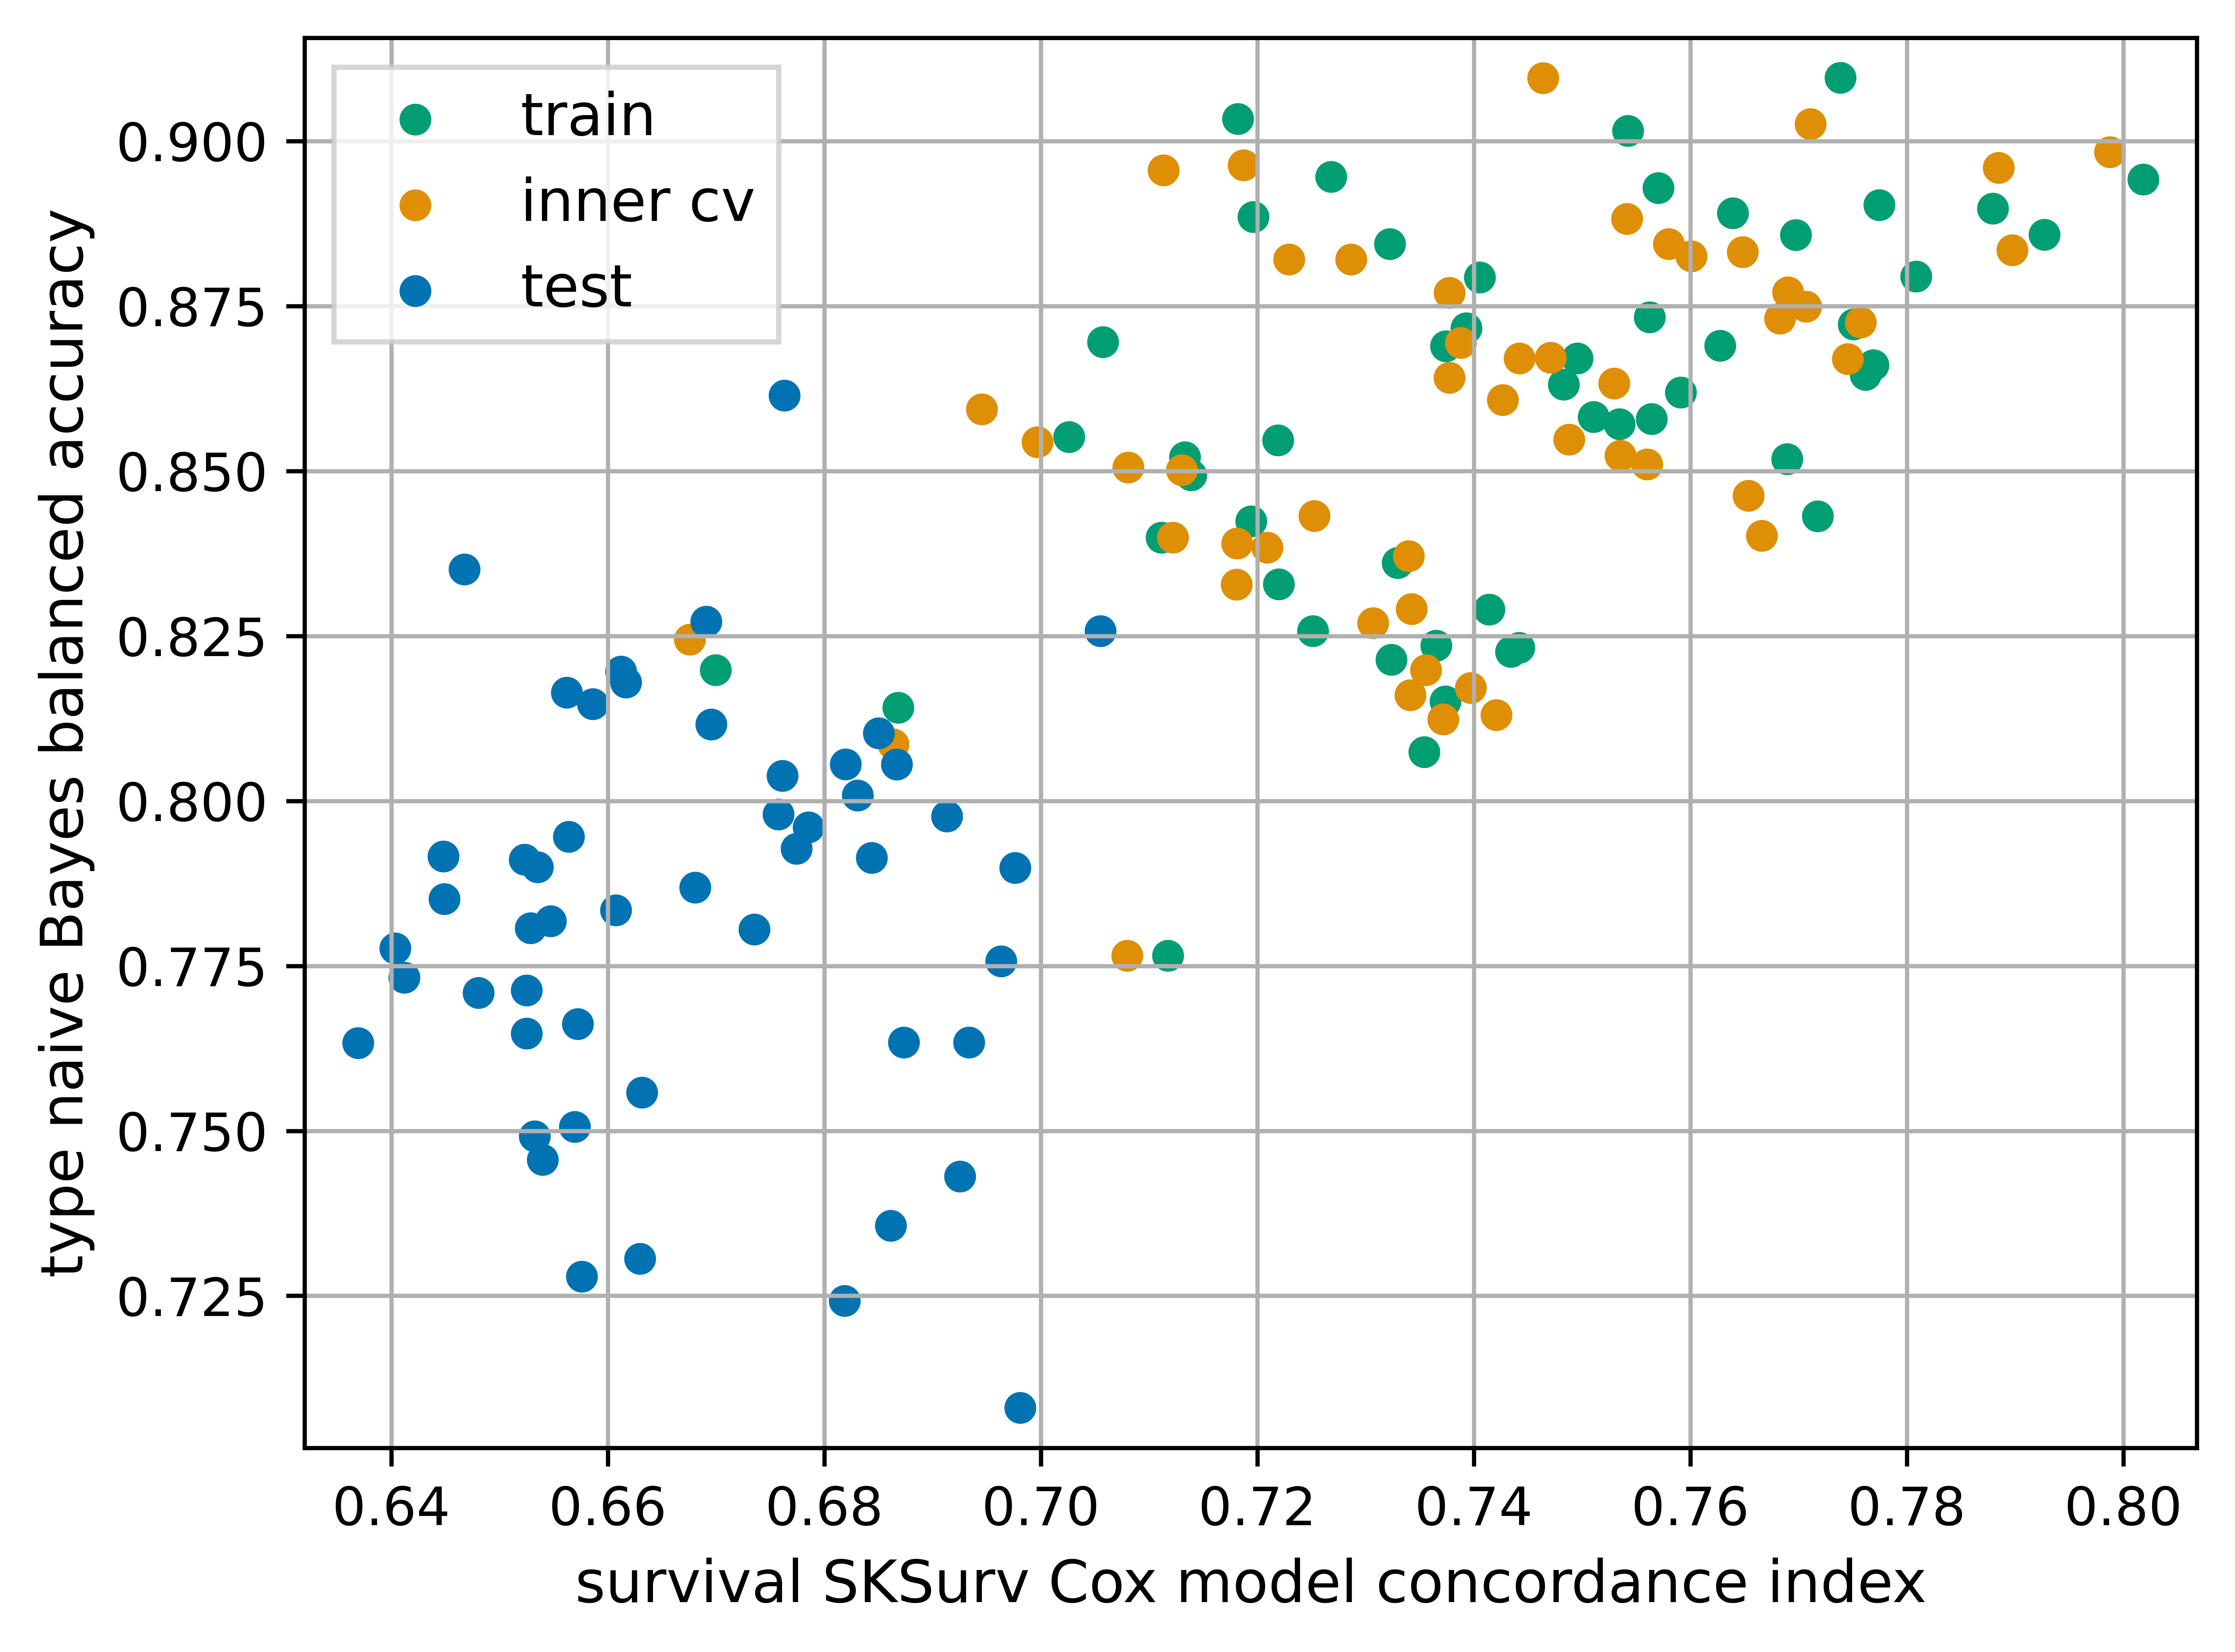 train
inner cv
test
type naive Bayes balanced accuracy
0.900
0.875
0.850
0.825
0.800
0.775
0.750
0.725
0.64 0.66 0.68 0.70 0.72 0.74 0.76 0.78 0.80
survival SKSurv Cox model concordance index